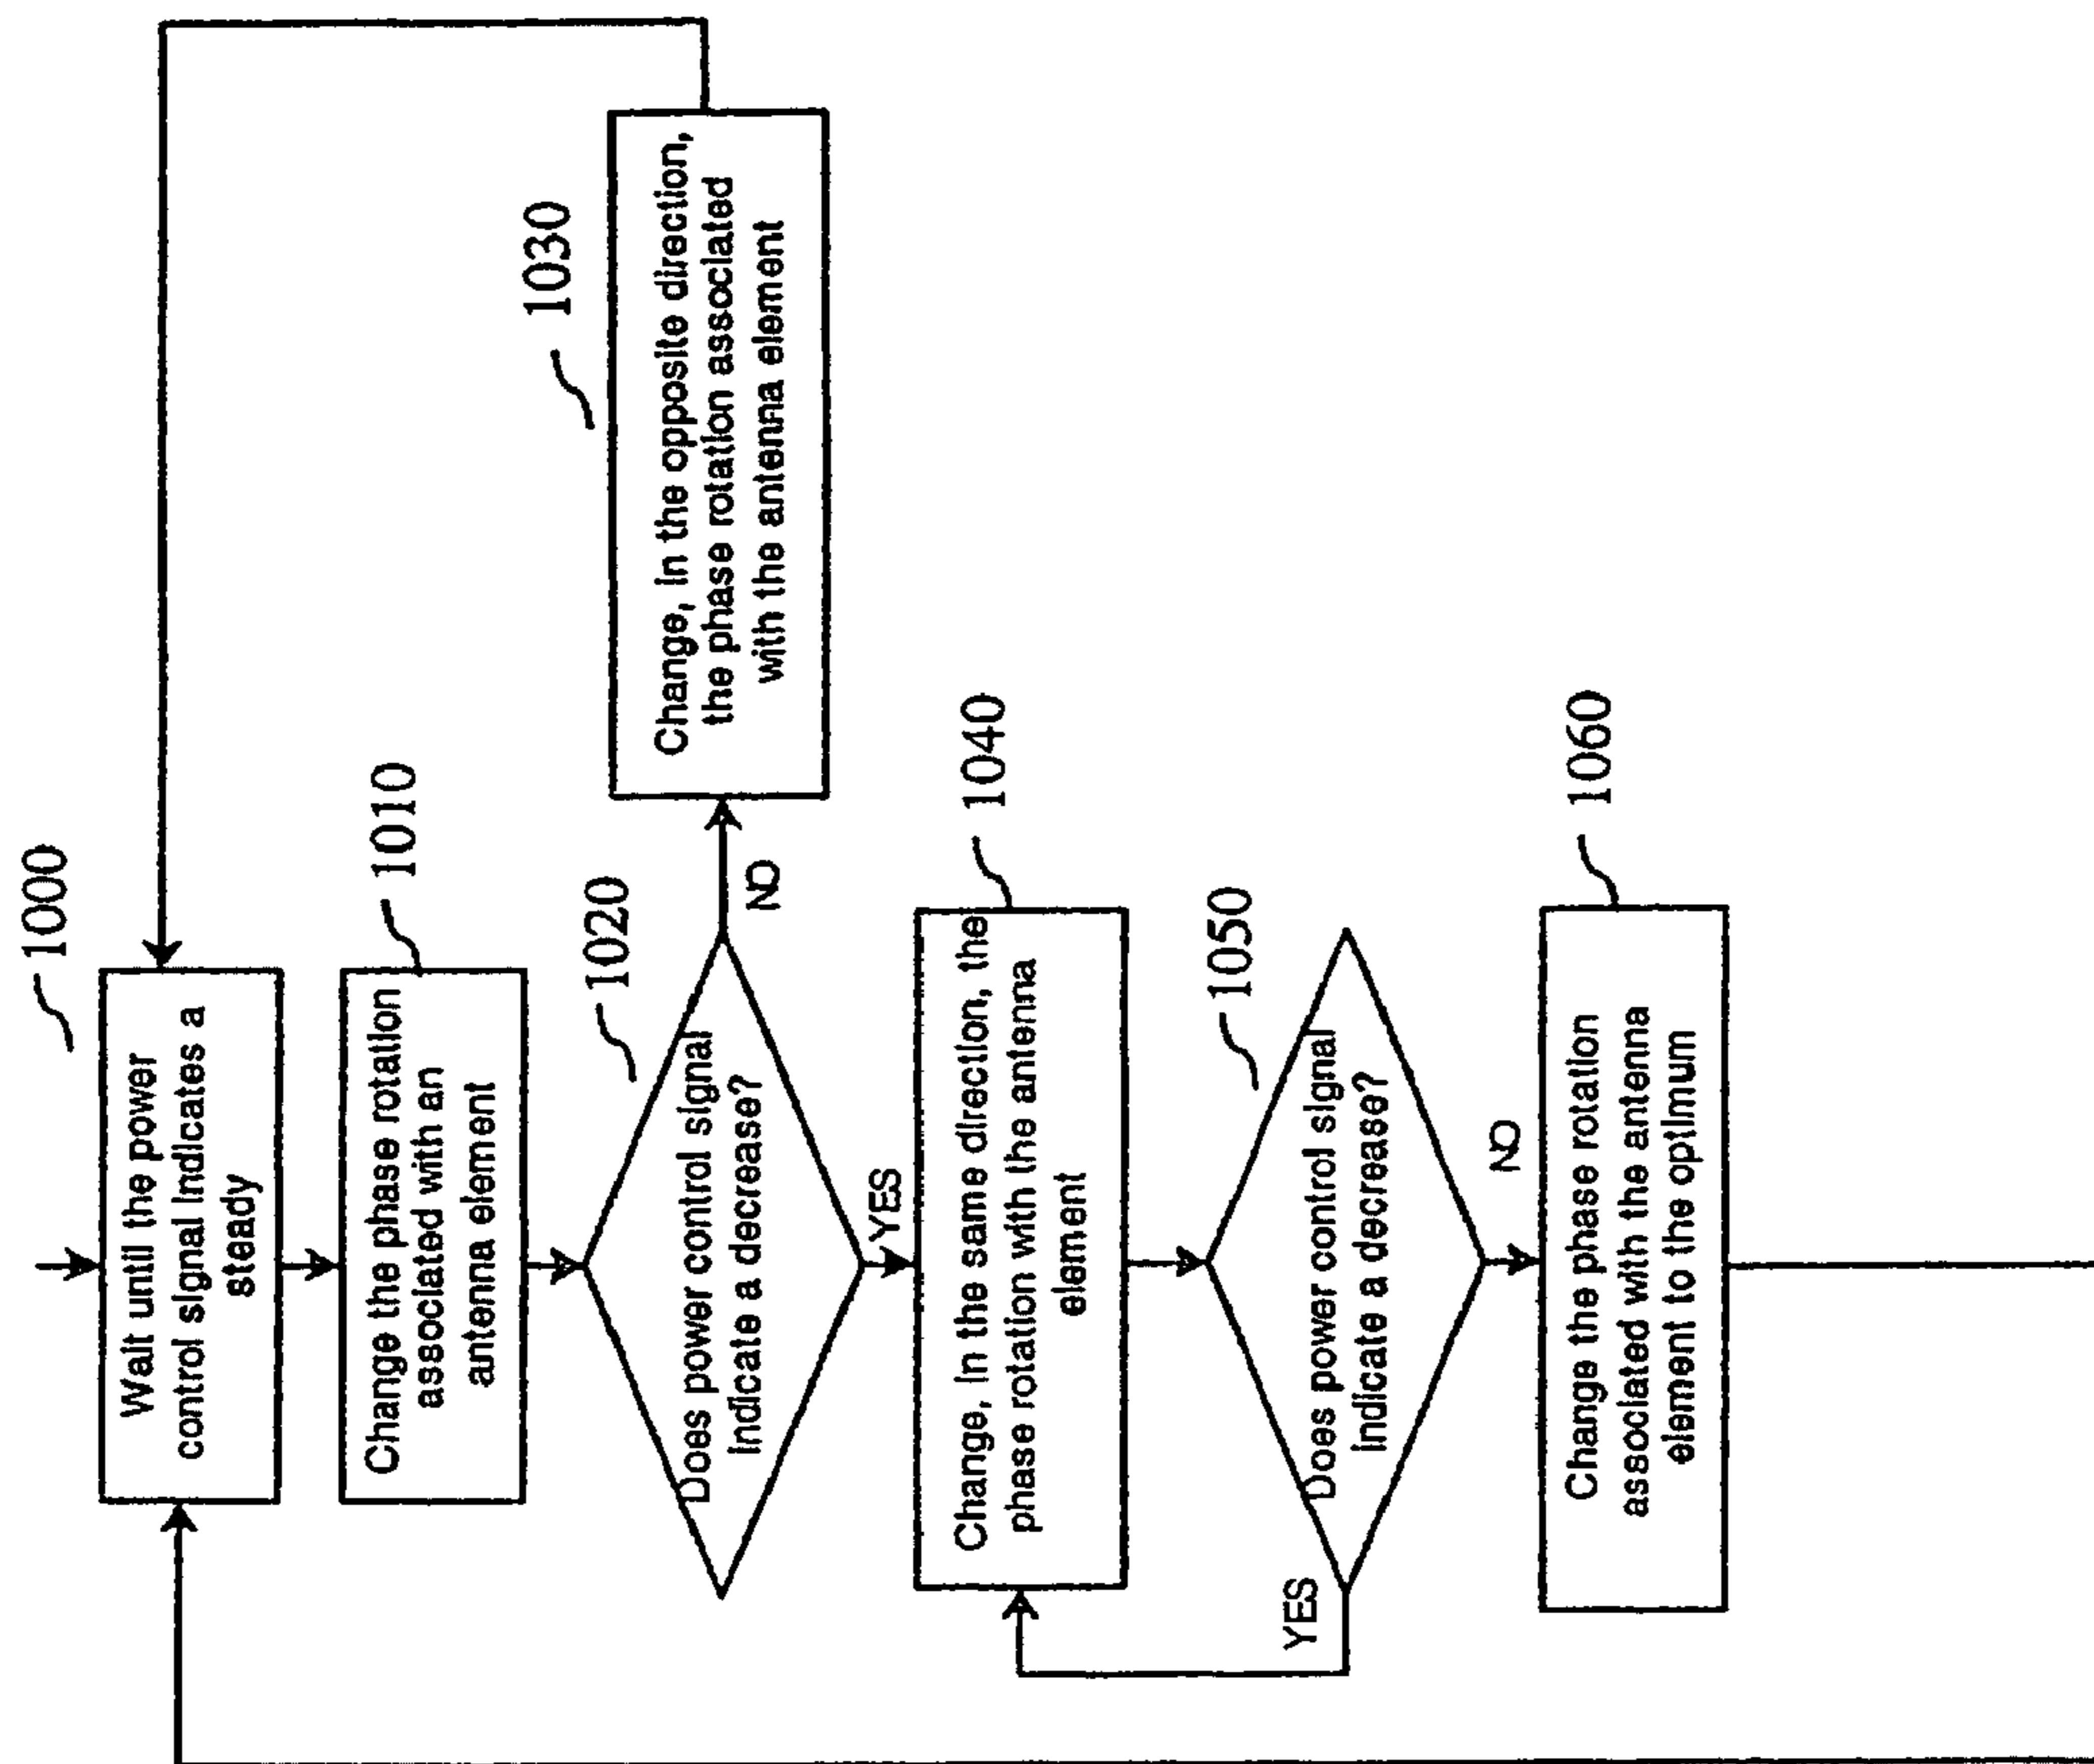 1000
Wait until the power
control signal indicates a
steady
1010
Change the phase rotation
associated with an
antenna element
1020
Does power control signal
indicate a decrease?
NO
1030
Change, in the opposite direction,
the phase rotation associated
with the antenna element
YES
1040
Change, in the same direction, the
phase rotation with the antenna
element
1050
Does power control signal
indicate a decrease?
YES
NO
1060
Change the phase rotation
associated with the antenna
element to the optimum